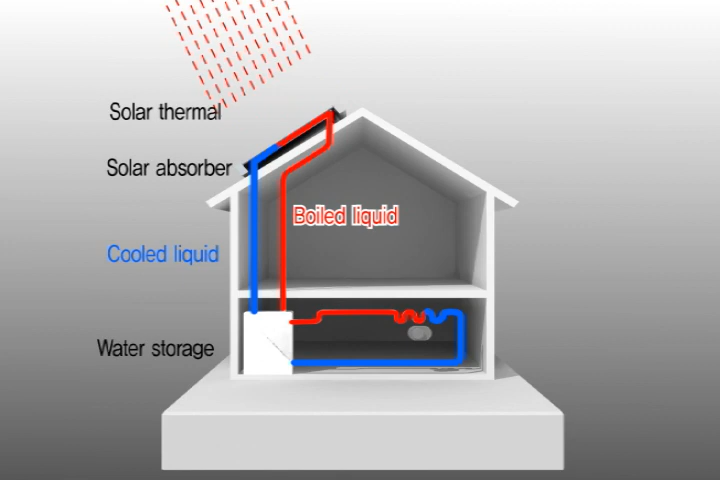 Solar thermal
Solar absorber
Boiled liquid
Cooled liquid
Water storage